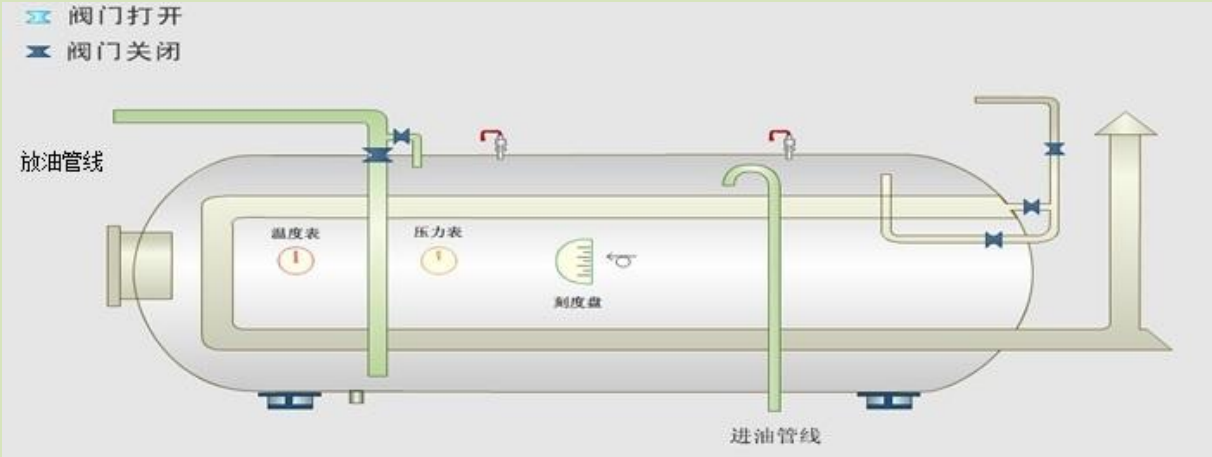 阀门打开
阀门关闭
放油管线
温度表
压力表
刻度盘
进油管线